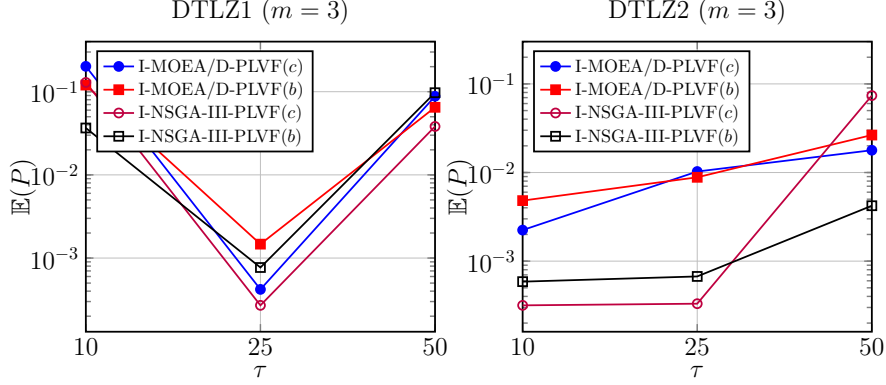 DTLZ1 (m = 3)
I-MOEA/D-PLVF(c)
I-MOEA/D-PLVF(b)
I-NSGA-III-PLVF(c)
I-NSGA-III-PLVF(b)
10⁻¹
10⁻²
10⁻³
𝔼(P)
10 25 50
τ
DTLZ2 (m = 3)
I-MOEA/D-PLVF(c)
I-MOEA/D-PLVF(b)
I-NSGA-III-PLVF(c)
I-NSGA-III-PLVF(b)
10⁻¹
10⁻²
10⁻³
𝔼(P)
10 25 50
τ